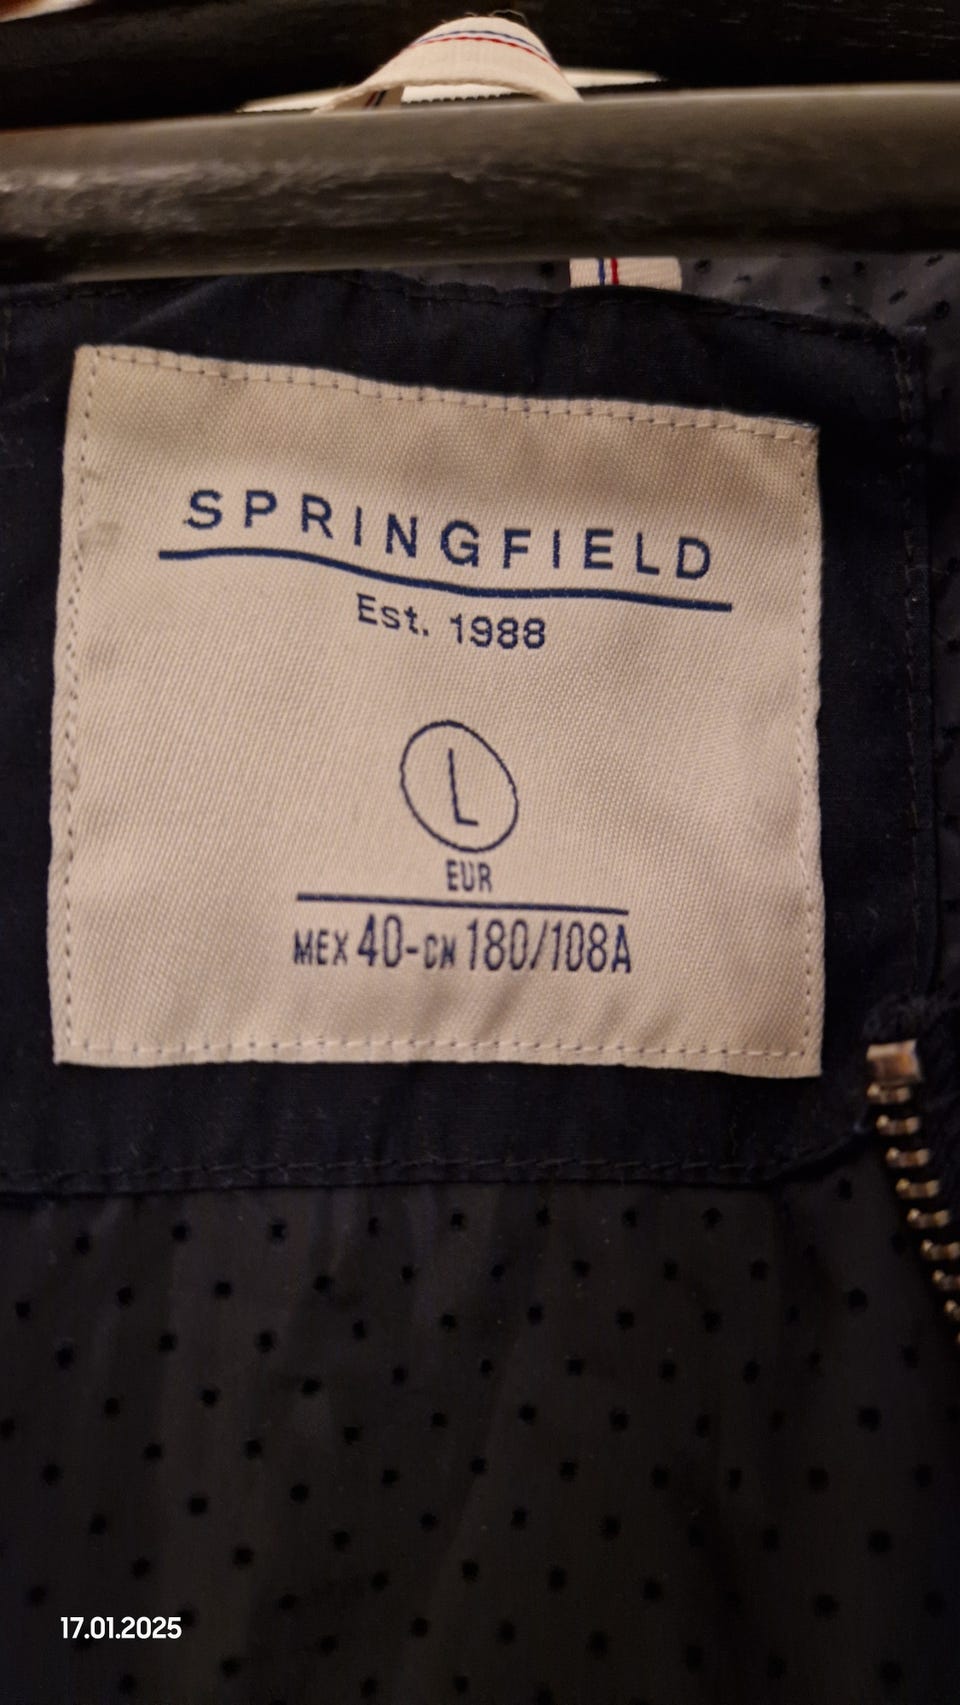 SPRINGFIELD
Est. 1988
L
EUR
MEX 40-CN 180/108A
17.01.2025